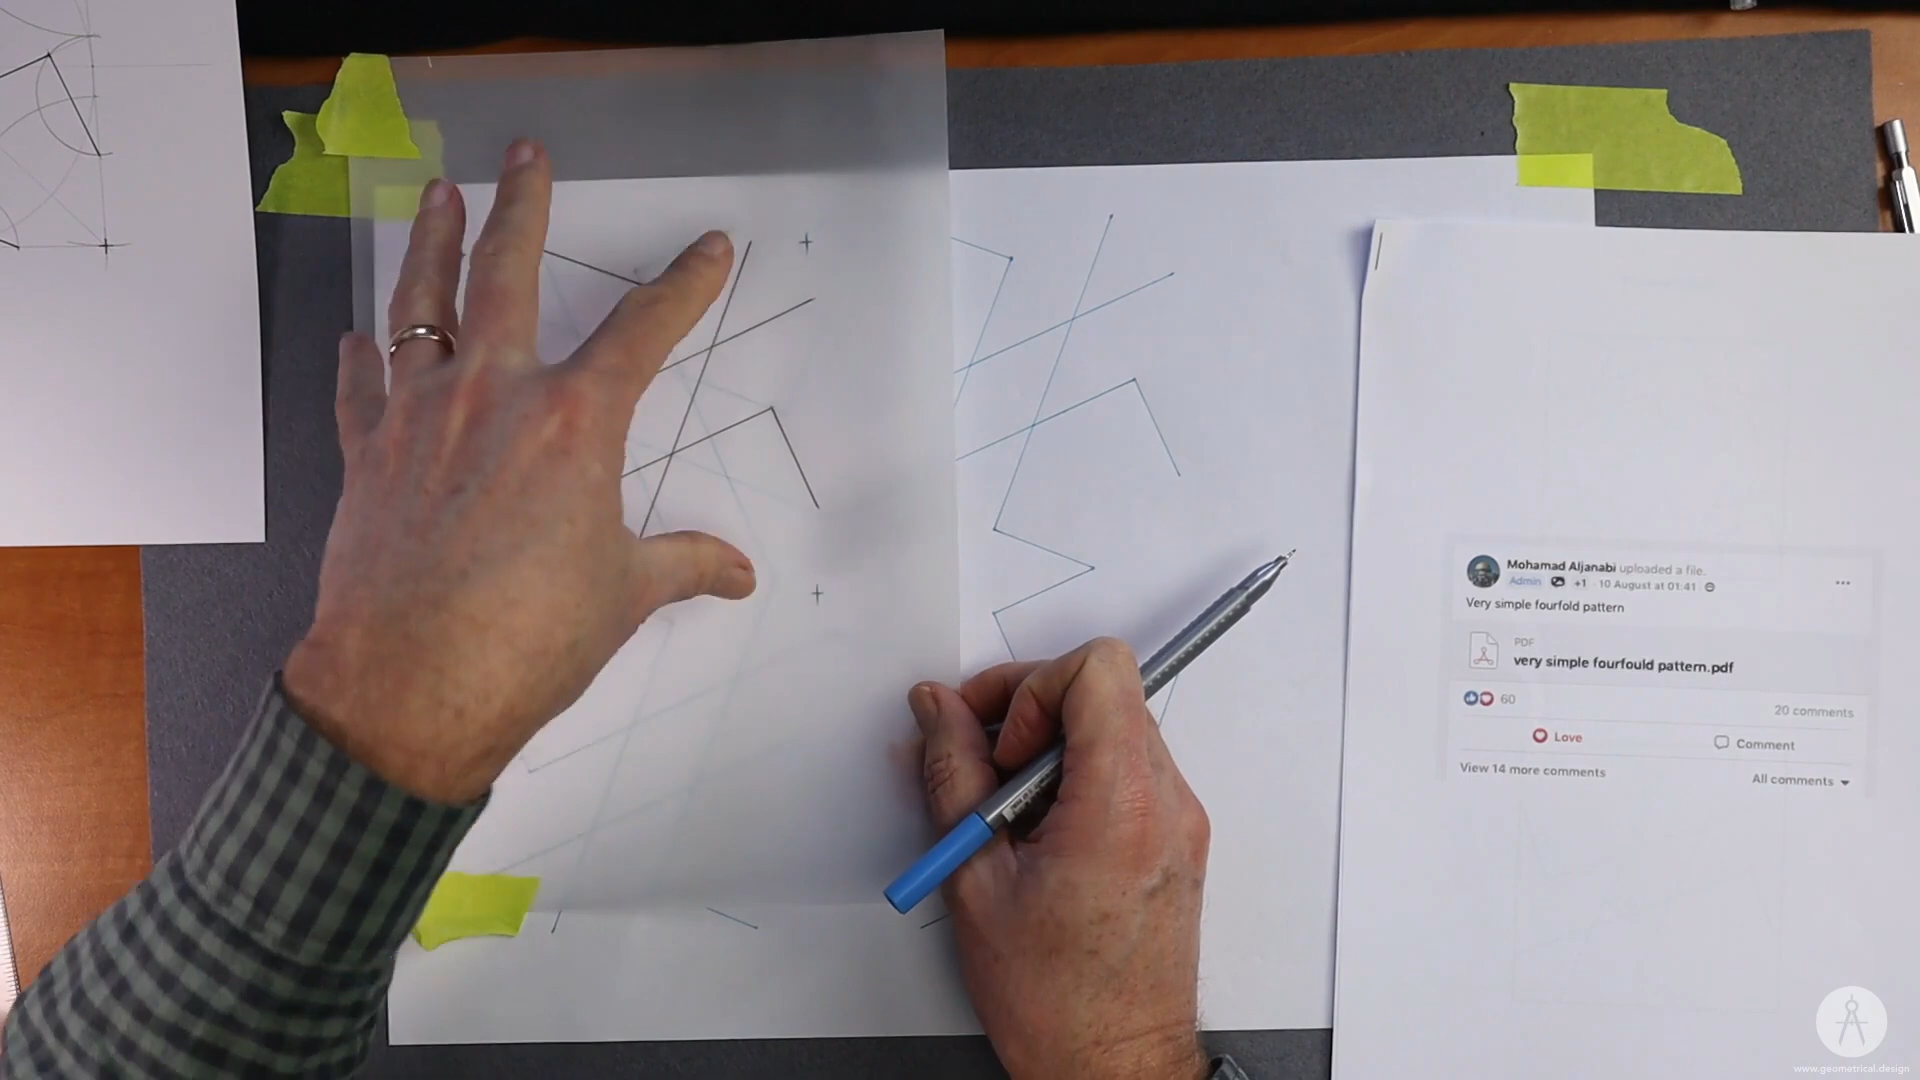 Mohamad Aljanabi uploaded a file.
Admin +1 10 August at 01:41
Very simple fourfold pattern
PDF
very simple fourfould pattern.pdf
60
20 comments
Love
Comment
View 14 more comments
All comments
www.geometrical.design